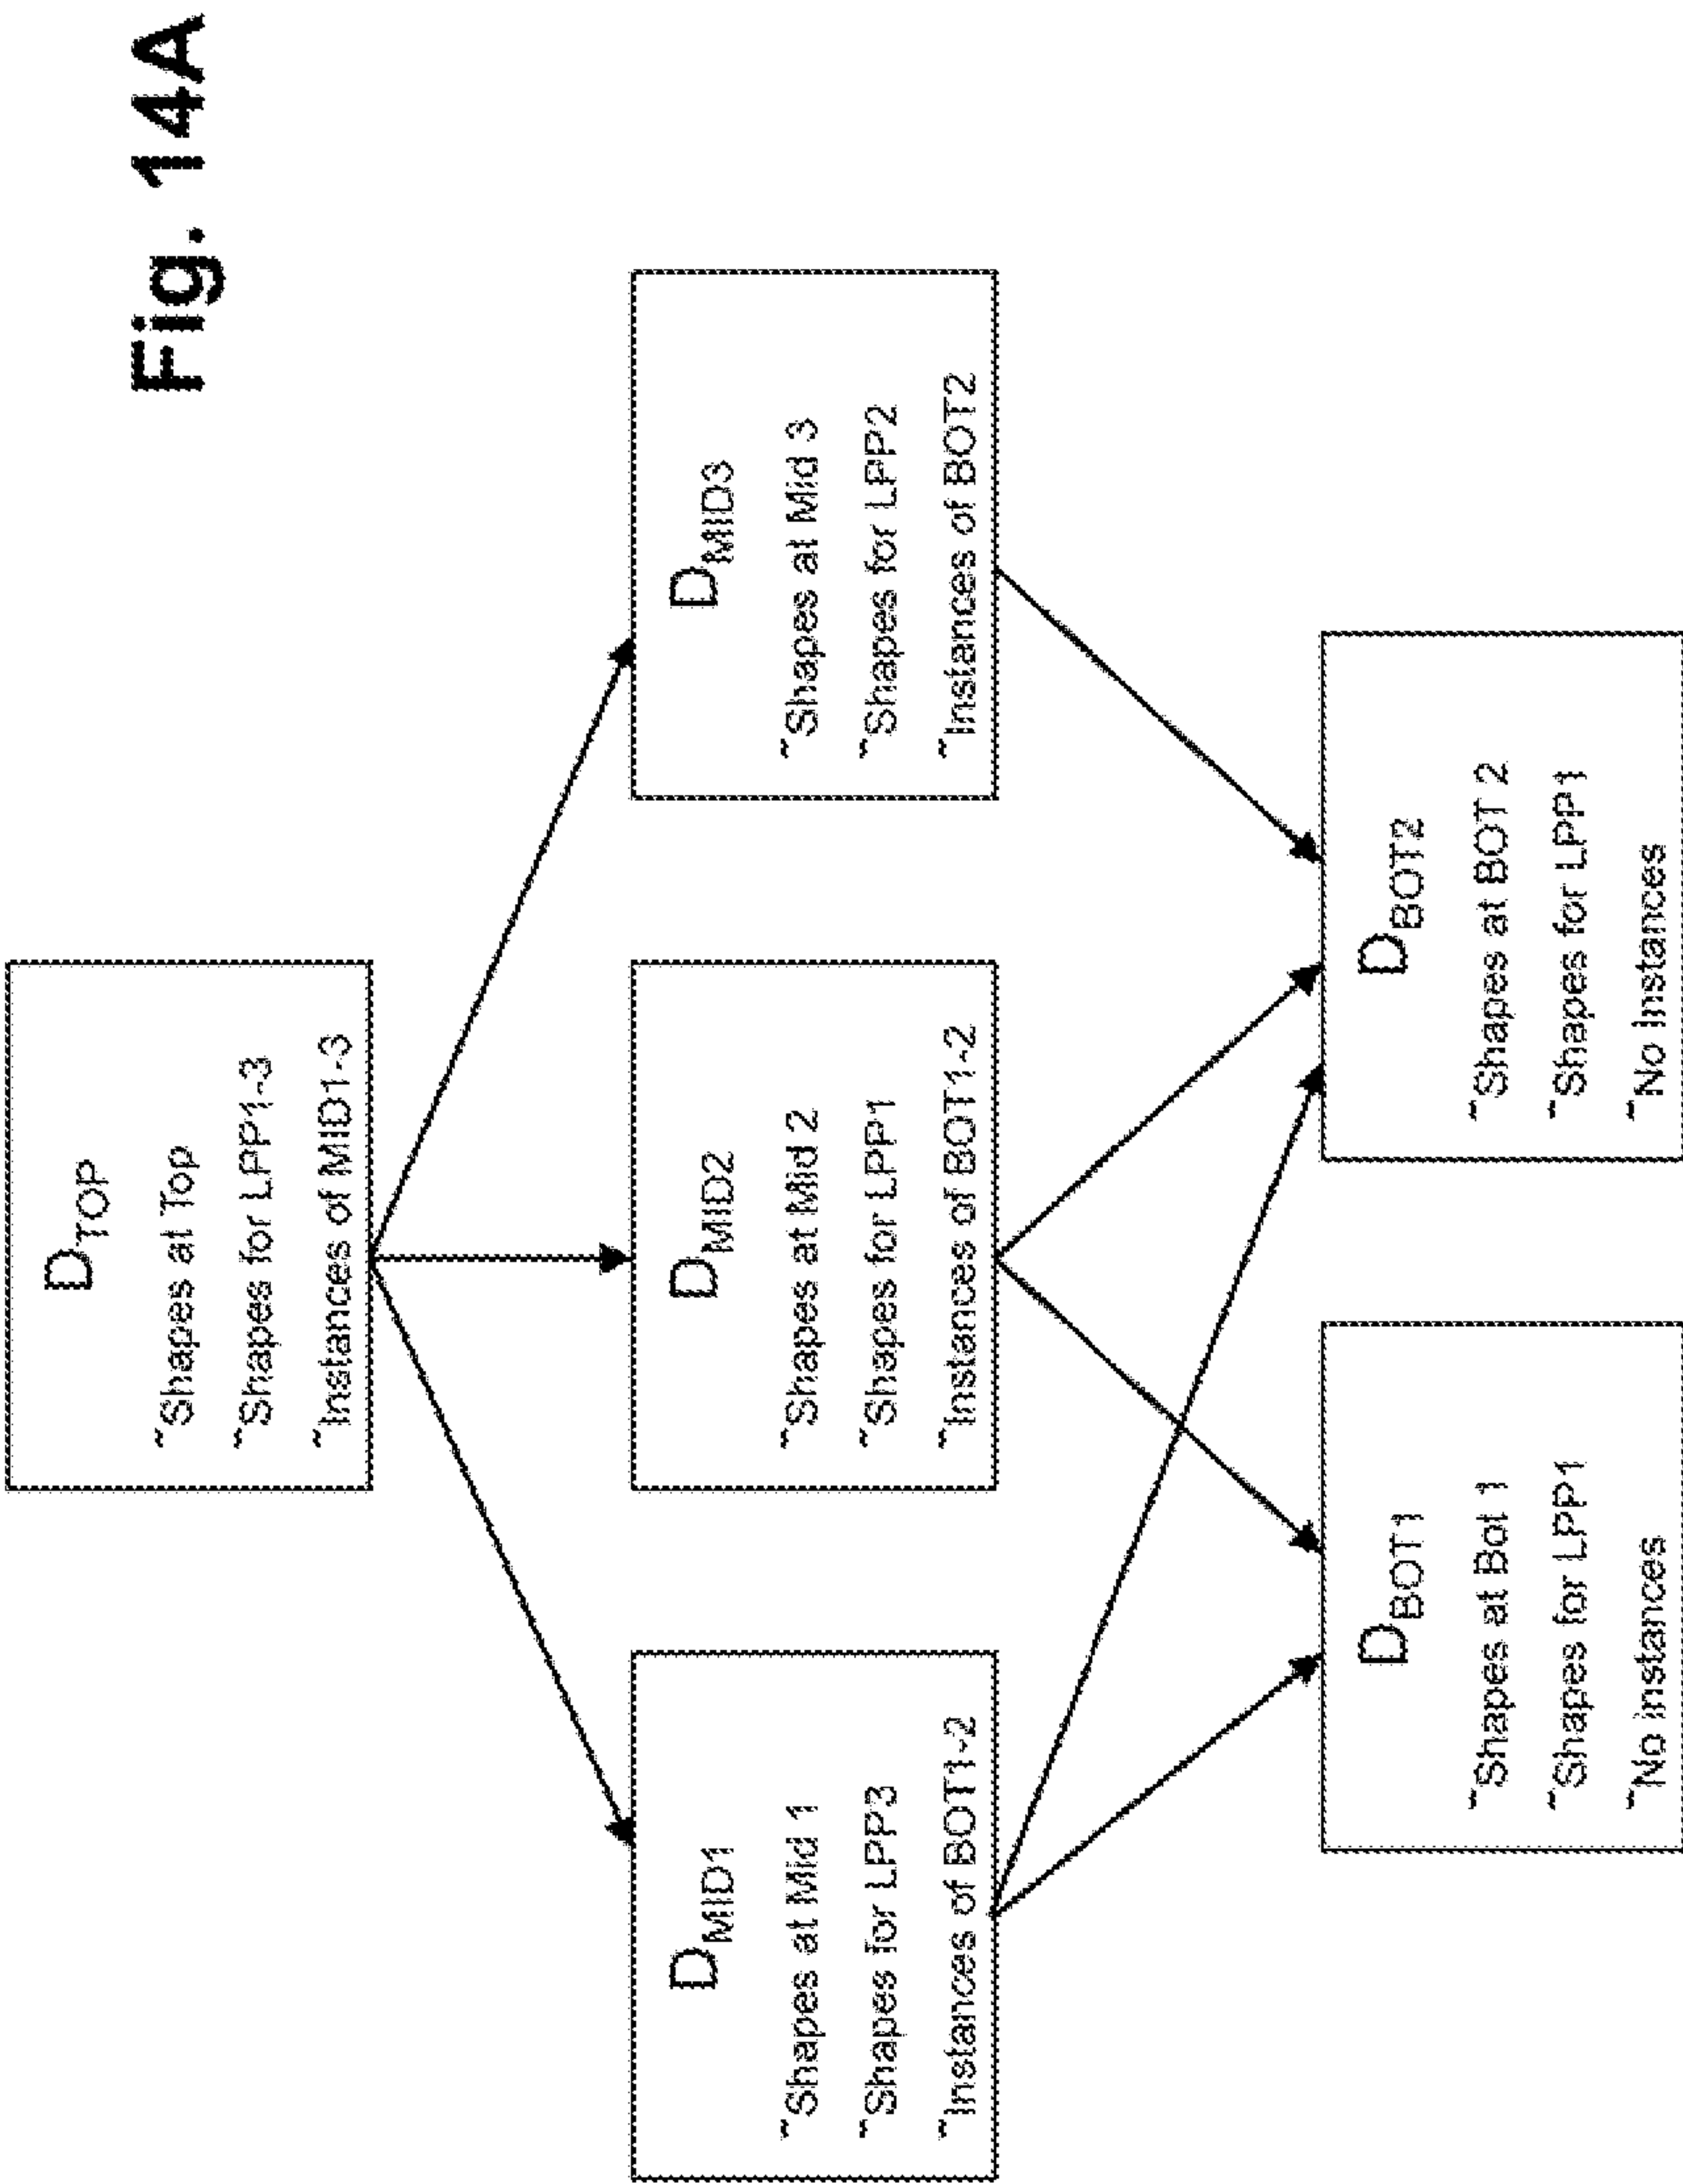 Fig. 14A
D_TOP
˜Shapes at Top
˜Shapes for LPP1-3
˜Instances of MID1-3
D_MID1
˜Shapes at Mid 1
˜Shapes for LPP3
˜Instances of BOT1-2
D_MID2
˜Shapes at Mid 2
˜Shapes for LPP1
˜Instances of BOT1-2
D_MID3
˜Shapes at Mid 3
˜Shapes for LPP2
˜Instances of BOT2
D_BOT1
˜Shapes at Bot 1
˜Shapes for LPP1
˜No instances
D_BOT2
˜Shapes at BOT 2
˜Shapes for LPP1
˜No Instances